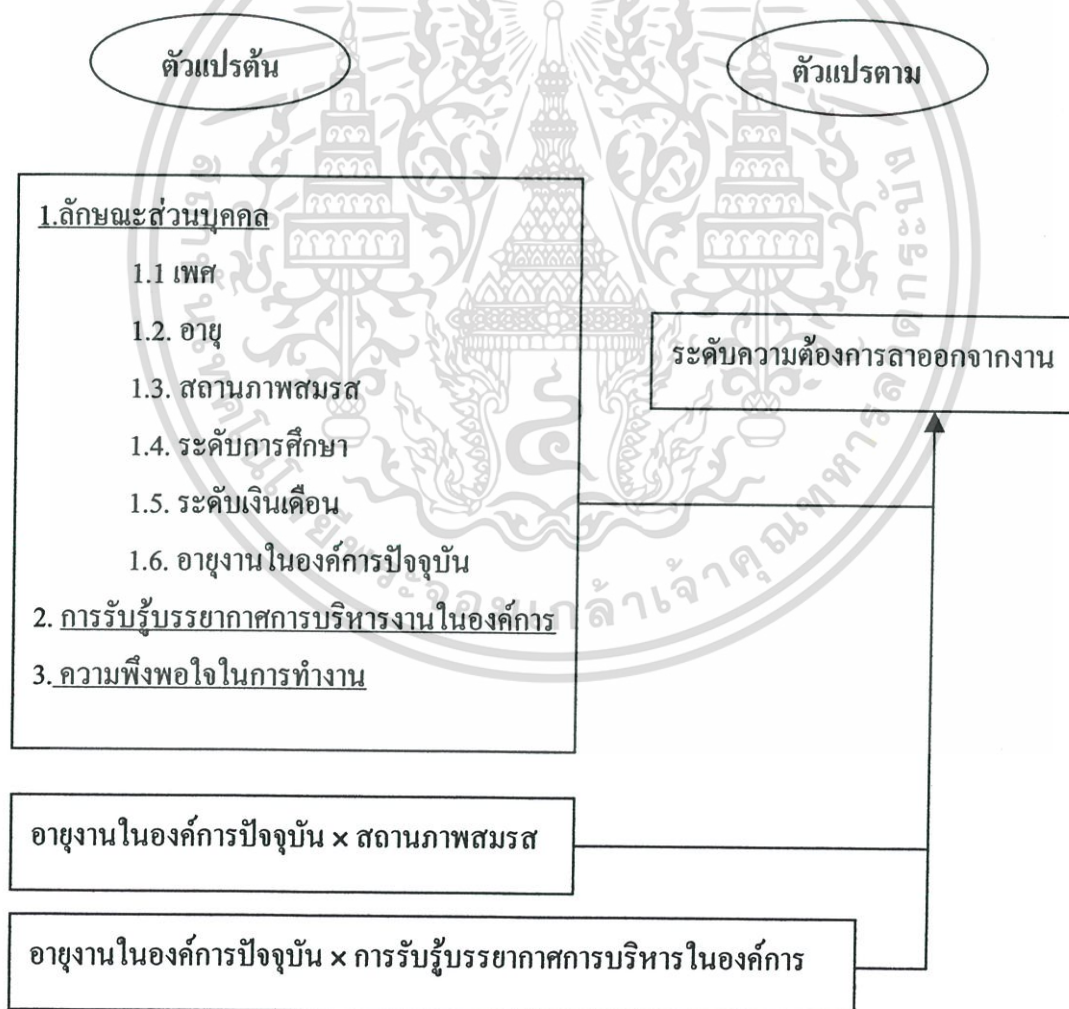 ตัวแปรต้น
ตัวแปรตาม
1.ลักษณะส่วนบุคคล
1.1 เพศ
1.2. อายุ
1.3. สถานภาพสมรส
1.4. ระดับการศึกษา
1.5. ระดับเงินเดือน
1.6. อายุงานในองค์การปัจจุบัน
2. การรับรู้บรรยากาศการบริหารงานในองค์การ
3. ความพึงพอใจในการทำงาน
ระดับความต้องการลาออกจากงาน
อายุงานในองค์การปัจจุบัน × สถานภาพสมรส
อายุงานในองค์การปัจจุบัน × การรับรู้บรรยากาศการบริหารในองค์การ